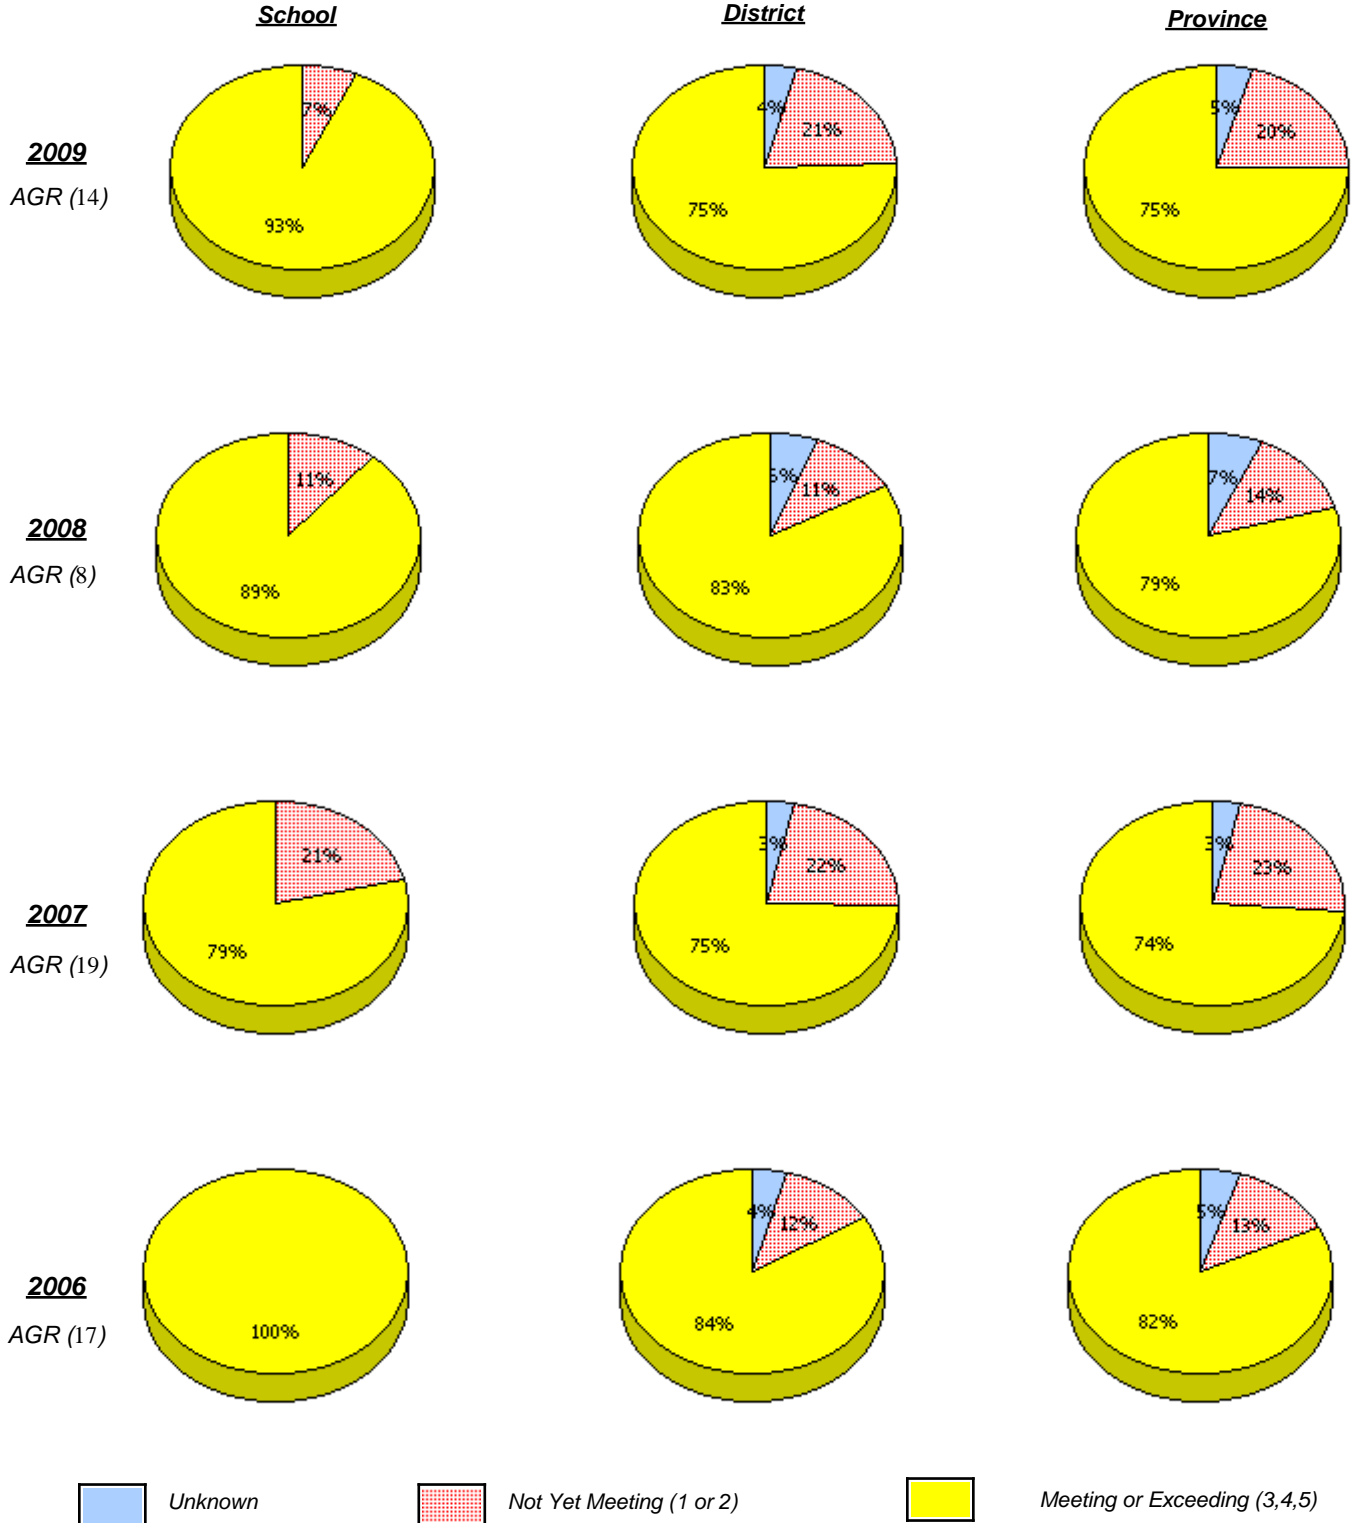 School District Province
7% 4% 21% 5% 20%
2009
AGR (14)
93% 75% 75%
11% 11% 7% 14%
2008
AGR (8)
89% 83% 79%
21% 3% 22% 3% 23%
2007
AGR (19)
79% 75% 74%
4% 12% 5% 13%
2006
AGR (17)
100% 84% 82%
Unknown Not Yet Meeting (1 or 2) Meeting or Exceeding (3,4,5)